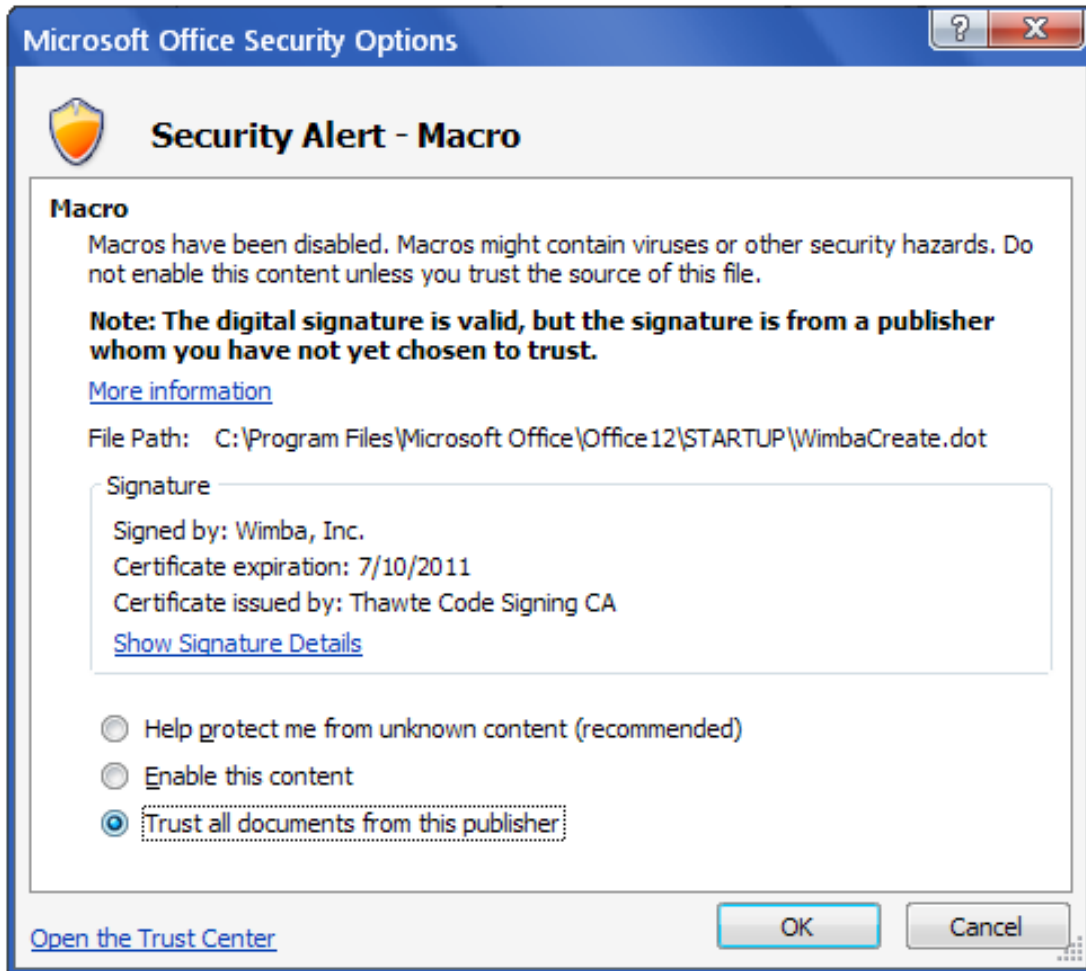 Microsoft Office Security Options
Security Alert - Macro
Macro
Macros have been disabled. Macros might contain viruses or other security hazards. Do
not enable this content unless you trust the source of this file.
Note: The digital signature is valid, but the signature is from a publisher
whom you have not yet chosen to trust.
More information
File Path: C:\Program Files\Microsoft Office\Office12\STARTUP\WimbaCreate.dot
Signature
Signed by: Wimba, Inc.
Certificate expiration: 7/10/2011
Certificate issued by: Thawte Code Signing CA
Show Signature Details
Help protect me from unknown content (recommended)
Enable this content
Trust all documents from this publisher
Open the Trust Center
OK
Cancel